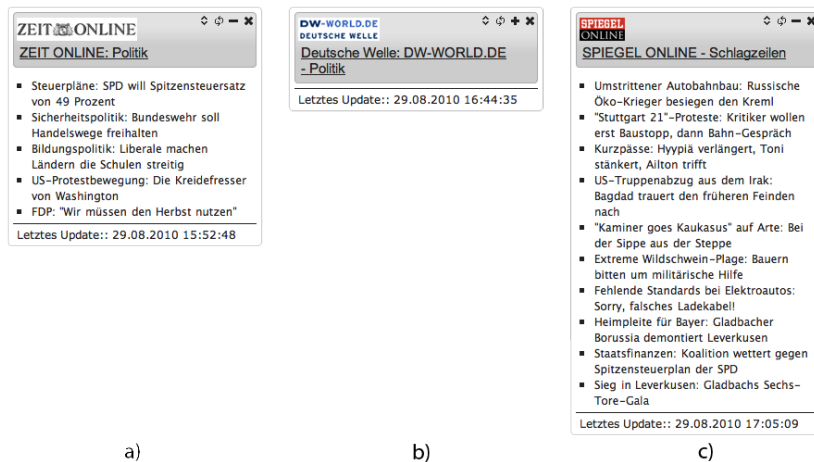 ZEIT ONLINE
ZEIT ONLINE: Politik
Steuerpläne: SPD will Spitzensteuersatz
von 49 Prozent
Sicherheitspolitik: Bundeswehr soll
Handelswege freihalten
Bildungspolitik: Liberale machen
Ländern die Schulen streitig
US-Protestbewegung: Die Kreidefresser
von Washington
FDP: "Wir müssen den Herbst nutzen"
Letztes Update:: 29.08.2010 15:52:48
a)
DW-WORLD.DE
DEUTSCHE WELLE
Deutsche Welle: DW-WORLD.DE
- Politik
Letztes Update:: 29.08.2010 16:44:35
b)
SPIEGEL
ONLINE
SPIEGEL ONLINE - Schlagzeilen
Umstrittener Autobahnbau: Russische
Öko-Krieger besiegen den Kreml
"Stuttgart 21"-Proteste: Kritiker wollen
erst Baustopp, dann Bahn-Gespräch
Kurzpässe: Hyypiä verlängert, Toni
stänkert, Ailton trifft
US-Truppenabzug aus dem Irak:
Bagdad trauert den früheren Feinden
nach
"Kaminer goes Kaukasus" auf Arte: Bei
der Sippe aus der Steppe
Extreme Wildschwein-Plage: Bauern
bitten um militärische Hilfe
Fehlende Standards bei Elektroautos:
Sorry, falsches Ladekabel!
Heimpleite für Bayer: Gladbacher
Borussia demontiert Leverkusen
Staatsfinanzen: Koalition wettert gegen
Spitzensteuerplan der SPD
Sieg in Leverkusen: Gladbachs Sechs-
Tore-Gala
Letztes Update:: 29.08.2010 17:05:09
c)